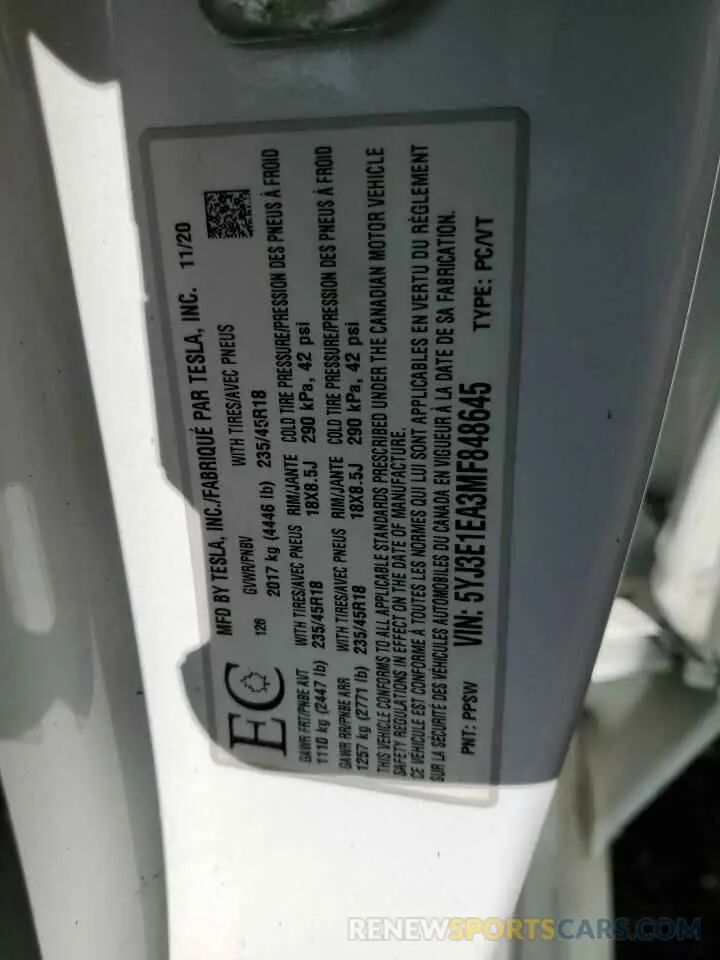 MFD BY TESLA, INC./FABRIQUÉ PAR TESLA, INC. 11/20
GVWR/PNBV WITH TIRES/AVEC PNEUS
126 2017 kg (4446 lb) 235/45R18
EC
GAWR FRT/PNBE AVT WITH TIRES/AVEC PNEUS RIM/JANTE COLD TIRE PRESSURE/PRESSION DES PNEUS À FROID
1110 kg (2447 lb) 235/45R18 18X8.5J 290 kPa, 42 psi
GAWR RR/PNBE ARR WITH TIRES/AVEC PNEUS RIM/JANTE COLD TIRE PRESSURE/PRESSION DES PNEUS À FROID
1257 kg (2771 lb) 235/45R18 18X8.5J 290 kPa, 42 psi
THIS VEHICLE CONFORMS TO ALL APPLICABLE STANDARDS PRESCRIBED UNDER THE CANADIAN MOTOR VEHICLE
SAFETY REGULATIONS IN EFFECT ON THE DATE OF MANUFACTURE.
CE VÉHICULE EST CONFORME À TOUTES LES NORMES QUI LUI SONT APPLICABLES EN VERTU DU RÈGLEMENT
SUR LA SÉCURITÉ DES VÉHICULES AUTOMOBILES DU CANADA EN VIGUEUR À LA DATE DE SA FABRICATION.
PNT: PPSW VIN: 5YJ3E1EA3MF848645 TYPE: PC/VT
RENEWSPORTSCARS.COM